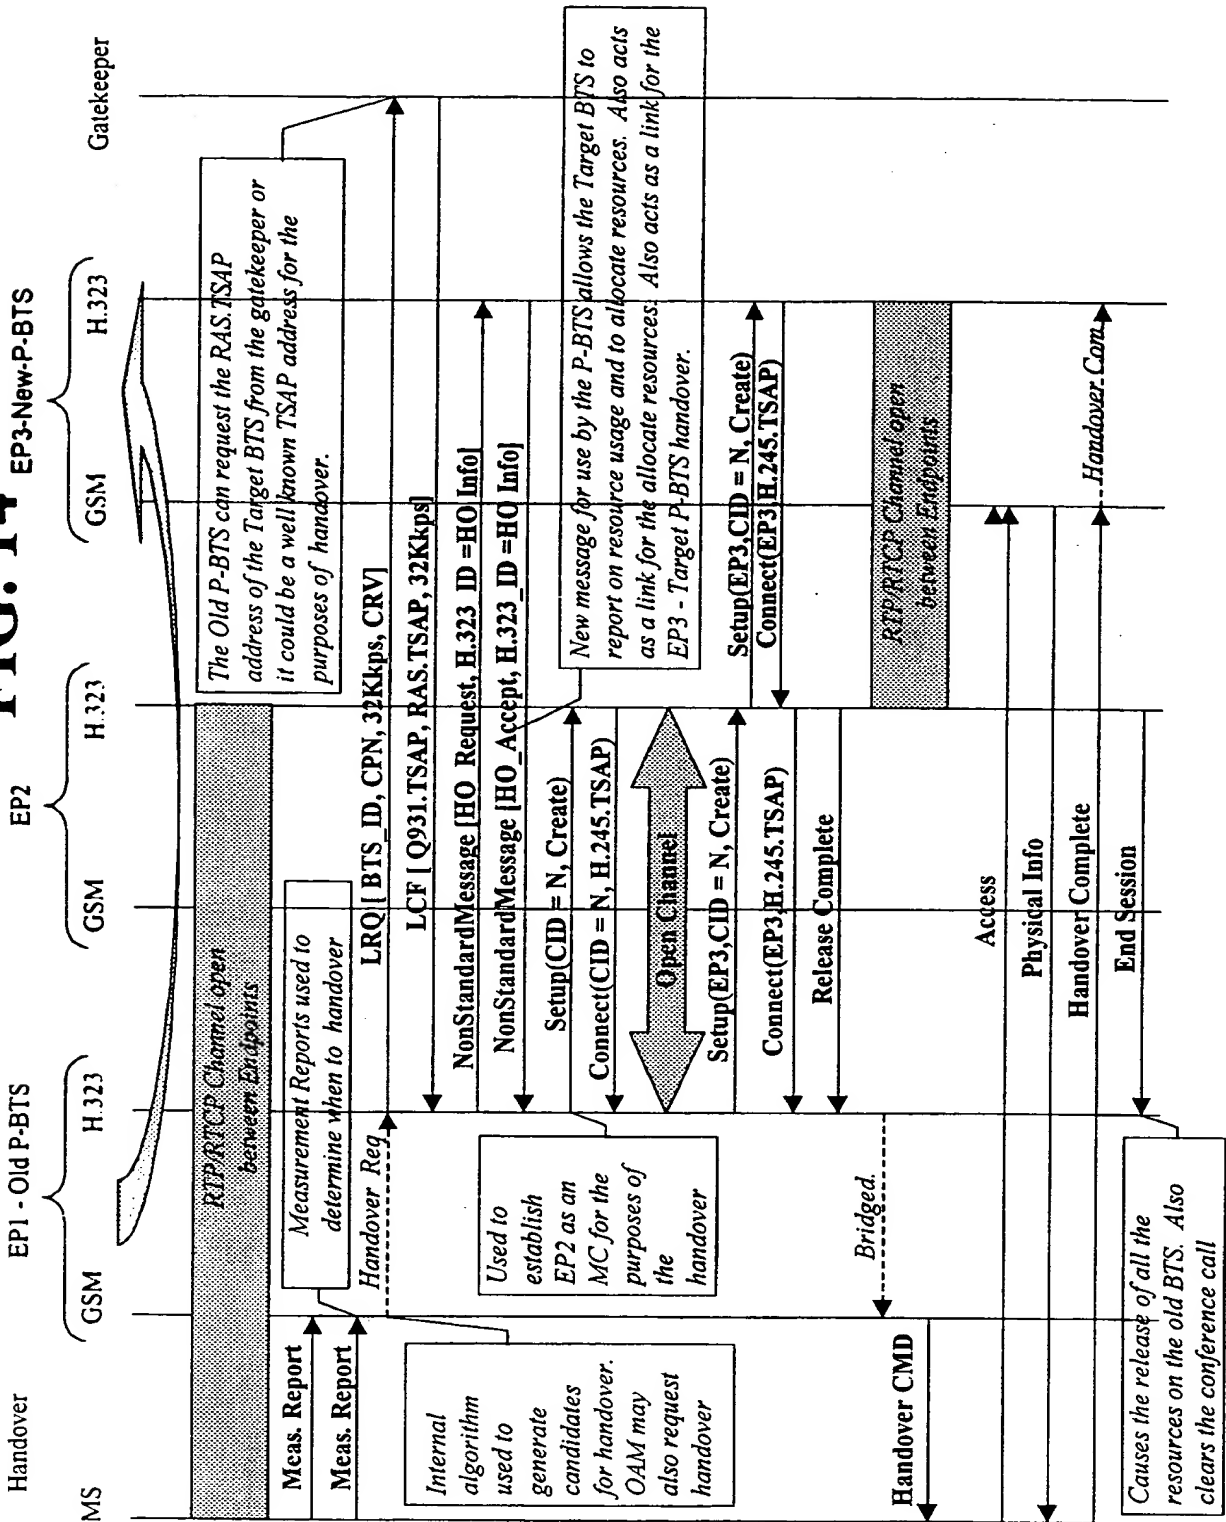 FIG. 14
Handover
EP1 - Old P-BTS
EP2
EP3-New-P-BTS
MS
GSM
H.323
GSM
H.323
GSM
H.323
Gatekeeper
RTP/RTCP Channel open
between Endpoints
The Old P-BTS can request the RAS.TSAP
address of the Target BTS from the gatekeeper or
it could be a well known TSAP address for the
purposes of handover.
Meas. Report
Meas. Report
Measurement Reports used to
determine when to handover
Handover Req
LRQ [ BTS_ID, CPN, 32Kkps, CRV]
LCF [ Q931.TSAP, RAS.TSAP, 32Kkps]
Internal
algorithm
used to
generate
candidates
for handover.
OAM may
also request
handover
NonStandardMessage [HO_Request, H.323_ID =HO Info]
NonStandardMessage [HO_Accept, H.323_ID =HO Info]
Used to
establish
EP2 as an
MC for the
purposes of
the
handover
Setup(CID = N, Create)
Connect(CID = N, H.245.TSAP)
New message for use by the P-BTS allows the Target BTS to
report on resource usage and to allocate resources. Also acts
as a link for the allocate resources. Also acts as a link for the
EP3 - Target P-BTS handover.
Open Channel
Setup(EP3,CID = N, Create)
Setup(EP3,CID = N, Create)
Connect(EP3,H.245.TSAP)
Connect(EP3,H.245.TSAP)
Release Complete
Bridged.
RTP/RTCP Channel open
between Endpoints
Handover CMD
Access
Physical Info
Handover Complete
Handover Com
End Session
Causes the release of all the
resources on the old BTS. Also
clears the conference call